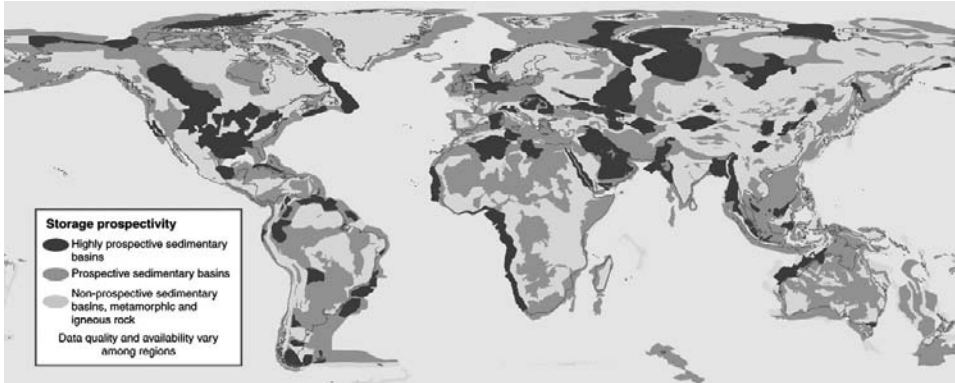 Storage prospectivity
Highly prospective sedimentary
basins
Prospective sedimentary basins
Non-prospective sedimentary
basins, metamorphic and
igneous rock
Data quality and availability vary
among regions